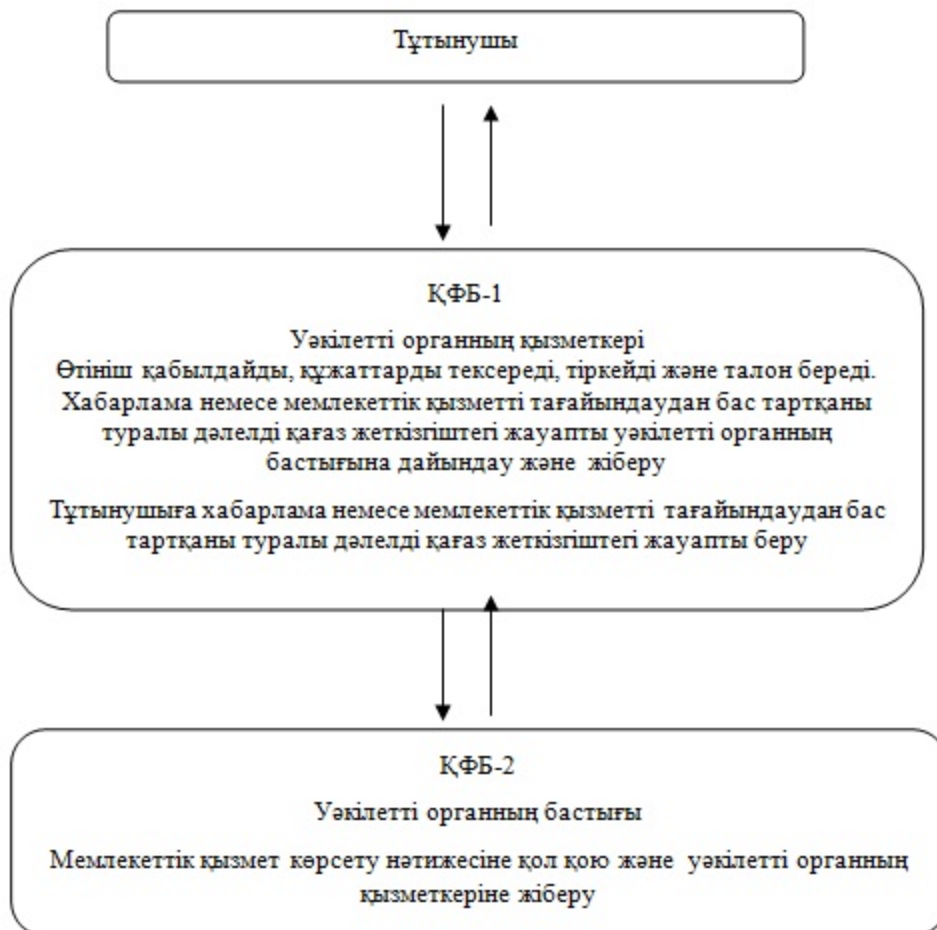 Тұтынушы
ҚФБ-1
Уәкілетті органның қызметкері
Өтініш қабылдайды, құжаттарды тексереді, тіркейді және талон береді.
Хабарлама немесе мемлекеттік қызметті тағайындаудан бас тартқаны
туралы дәлелді қағаз жеткізгіштегі жауапты уәкілетті органның
бастығына дайындау және жіберу
Тұтынушыға хабарлама немесе мемлекеттік қызметті тағайындаудан бас
тартқаны туралы дәлелді қағаз жеткізгіштегі жауапты беру
ҚФБ-2
Уәкілетті органның бастығы
Мемлекеттік қызмет көрсету нәтижесіне қол қою және уәкілетті органның
қызметкеріне жіберу